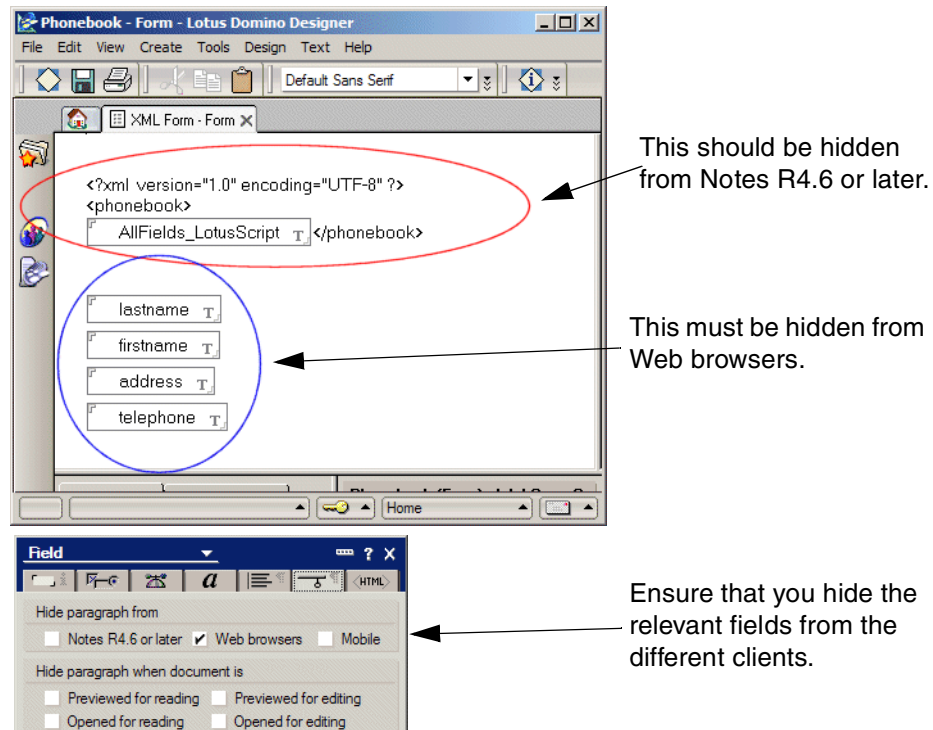 Phonebook - Form - Lotus Domino Designer
File Edit View Create Tools Design Text Help
Default Sans Serif
XML Form - Form
<?xml version="1.0" encoding="UTF-8" ?>
<phonebook>
AllFields_LotusScript T </phonebook>
lastname T
firstname T
address T
telephone T
Home
This should be hidden
from Notes R4.6 or later.
This must be hidden from
Web browsers.
Field
? X
a
<HTML>
Hide paragraph from
Notes R4.6 or later Web browsers Mobile
Hide paragraph when document is
Previewed for reading Previewed for editing
Opened for reading Opened for editing
Ensure that you hide the
relevant fields from the
different clients.